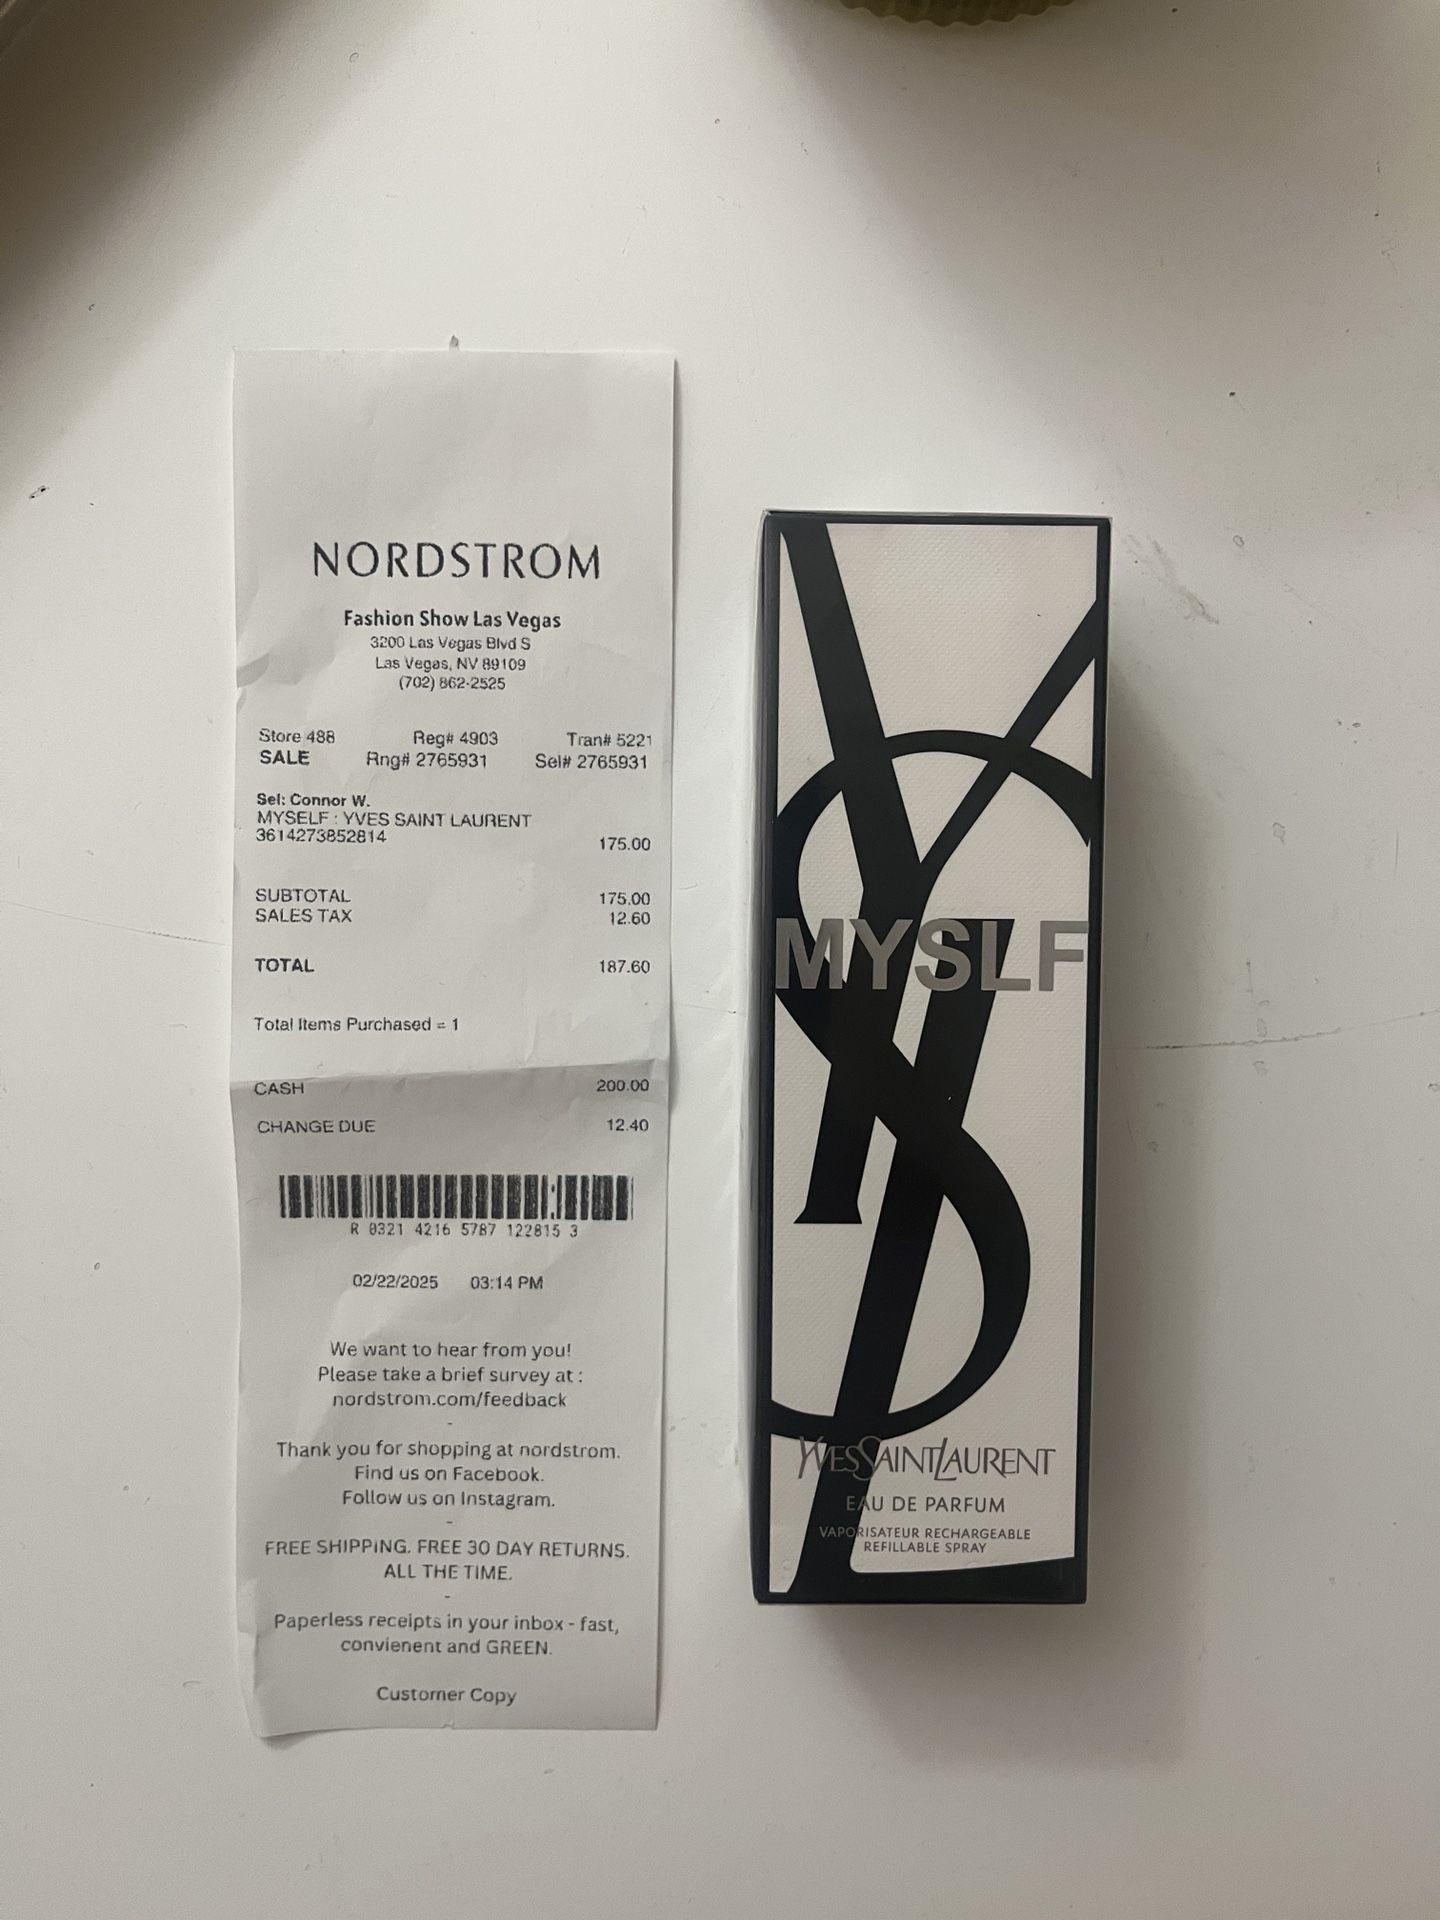 NORDSTROM
Fashion Show Las Vegas
3200 Las Vegas Blvd S
Las Vegas, NV 89109
(702) 862-2525
Store 488 Reg# 4903 Tran# 5221
SALE Rng# 2765931 Sel# 2765931
Sel: Connor W.
MYSELF : YVES SAINT LAURENT
3614273852814 175.00
SUBTOTAL 175.00
SALES TAX 12.60
TOTAL 187.60
Total Items Purchased = 1
CASH 200.00
CHANGE DUE 12.40
R 0321 4216 5787 122815 3
02/22/2025 03:14 PM
We want to hear from you!
Please take a brief survey at :
nordstrom.com/feedback
-
Thank you for shopping at nordstrom.
Find us on Facebook.
Follow us on Instagram.
-
FREE SHIPPING. FREE 30 DAY RETURNS.
ALL THE TIME.
-
Paperless receipts in your inbox - fast,
convienent and GREEN.
Customer Copy
YSL
MYSLF
YVESSAINTLAURENT
EAU DE PARFUM
VAPORISATEUR RECHARGEABLE
REFILLABLE SPRAY